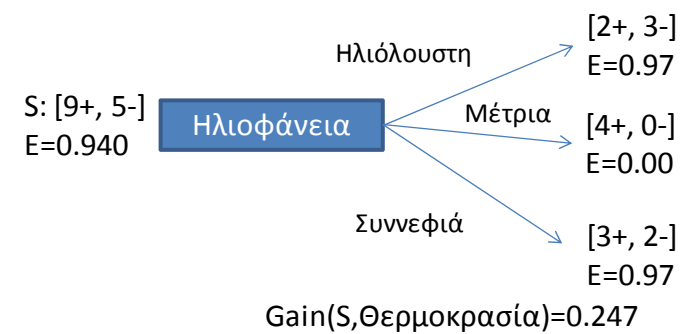 S: [9+, 5-]
E=0.940
Ηλιοφάνεια
Ηλιόλουστη
[2+, 3-]
E=0.97
Μέτρια
[4+, 0-]
E=0.00
Συννεφιά
[3+, 2-]
E=0.97
Gain(S,Θερμοκρασία)=0.247